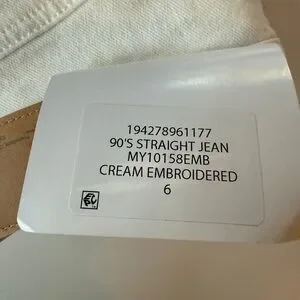 194278961177
90'S STRAIGHT JEAN
MY10158EMB
CREAM EMBROIDERED
6